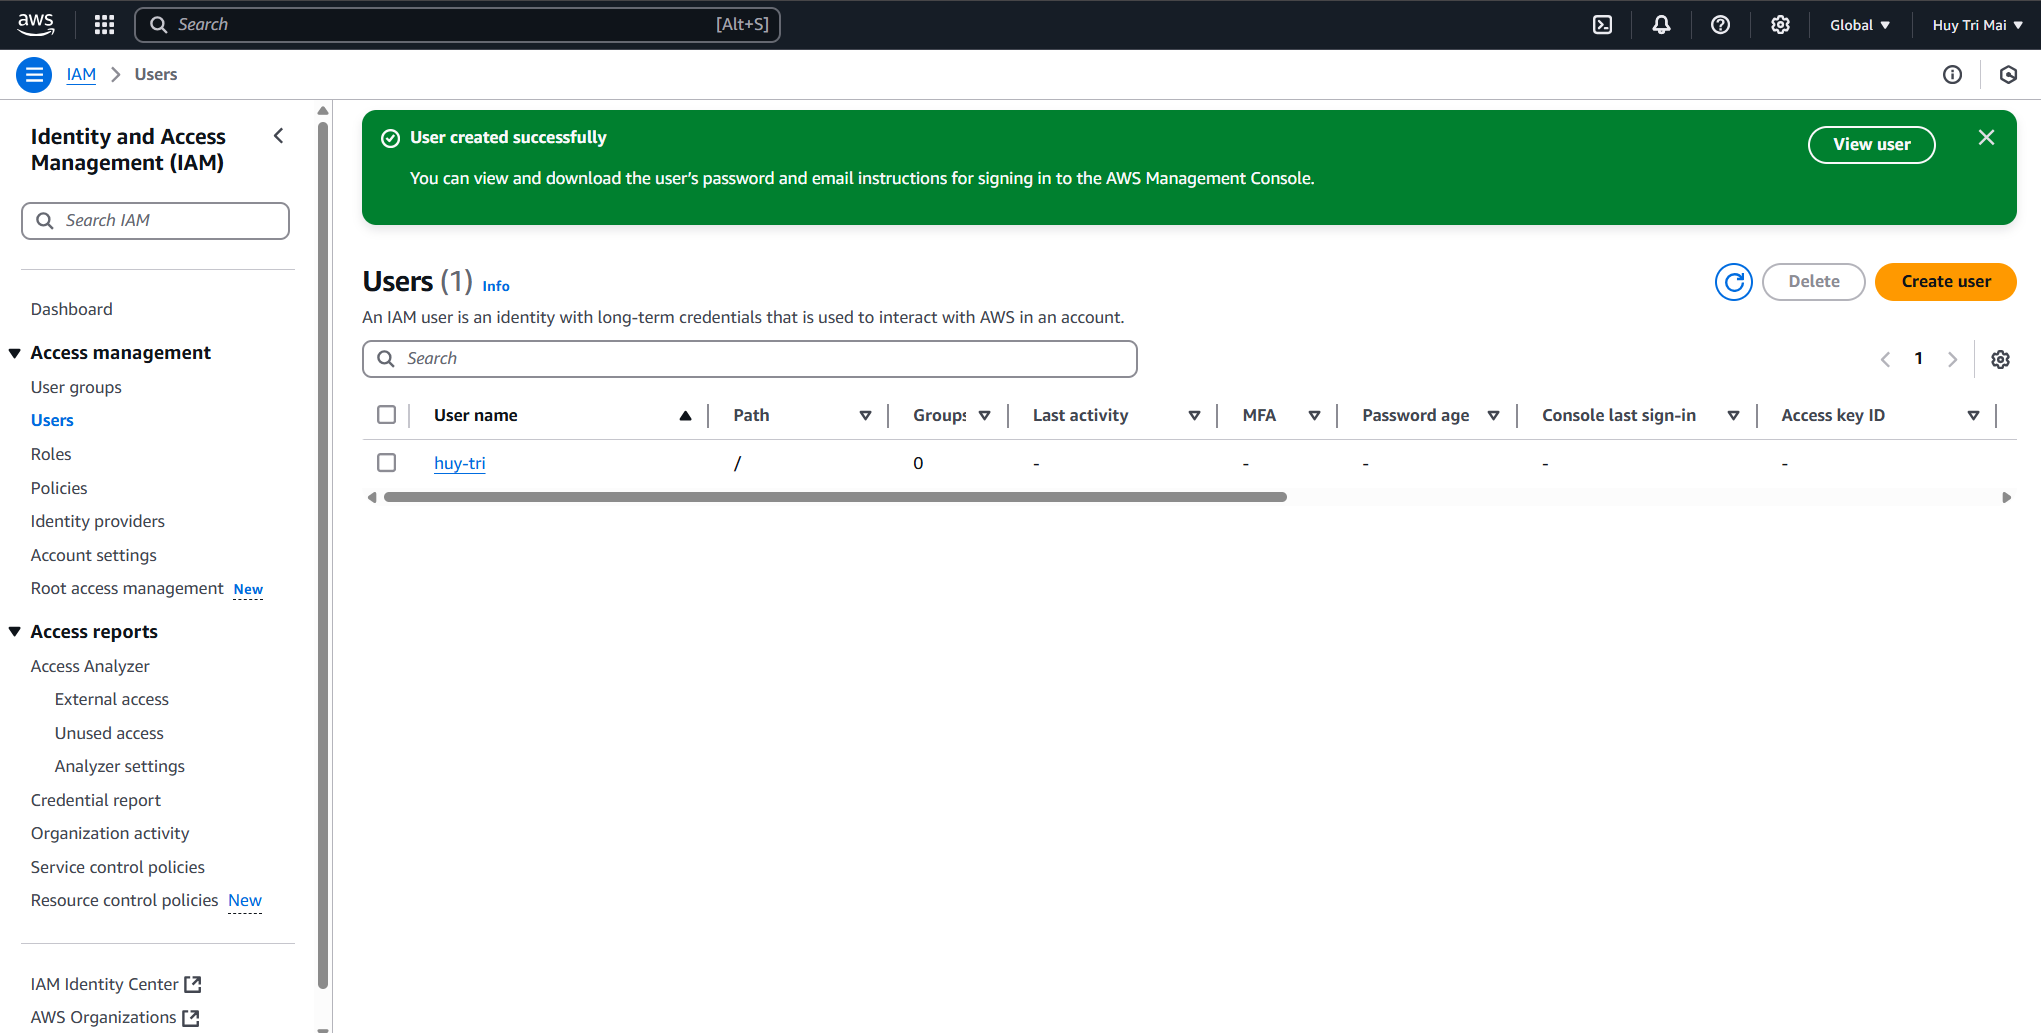 aws
Search [Alt+S]
Global
Huy Tri Mai
IAM
Users
Identity and Access
Management (IAM)
Search IAM
Dashboard
Access management
User groups
Users
Roles
Policies
Identity providers
Account settings
Root access management New
Access reports
Access Analyzer
External access
Unused access
Analyzer settings
Credential report
Organization activity
Service control policies
Resource control policies New
IAM Identity Center
AWS Organizations
User created successfully
You can view and download the user's password and email instructions for signing in to the AWS Management Console.
View user
Users (1) Info
Delete
Create user
An IAM user is an identity with long-term credentials that is used to interact with AWS in an account.
Search
1
User name Path Groups Last activity MFA Password age Console last sign-in Access key ID
huy-tri / 0 - - - - -